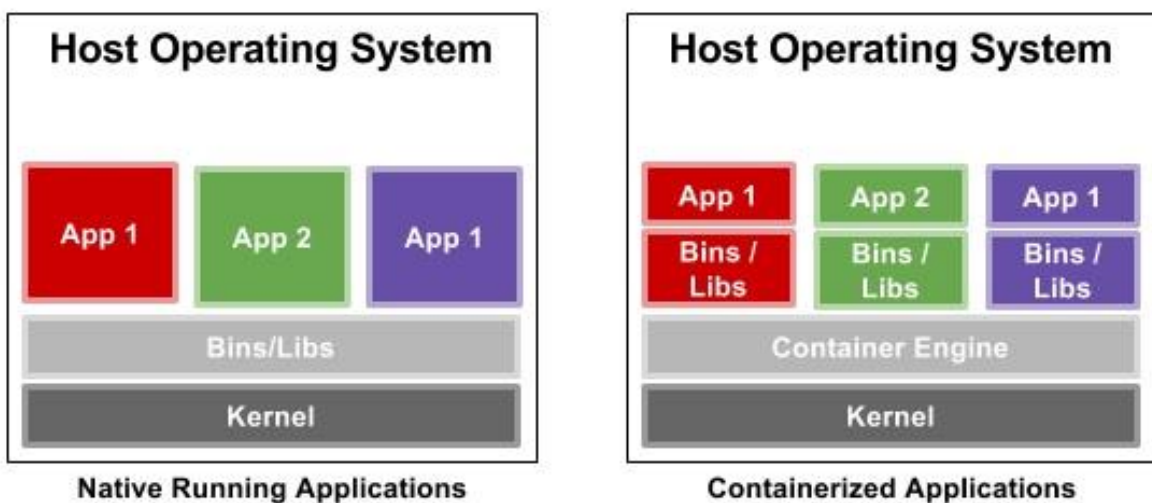 Host Operating System
App 1
App 2
App 1
Bins/Libs
Kernel
Native Running Applications
Host Operating System
App 1
App 2
App 1
Bins /
Libs
Bins /
Libs
Bins /
Libs
Container Engine
Kernel
Containerized Applications